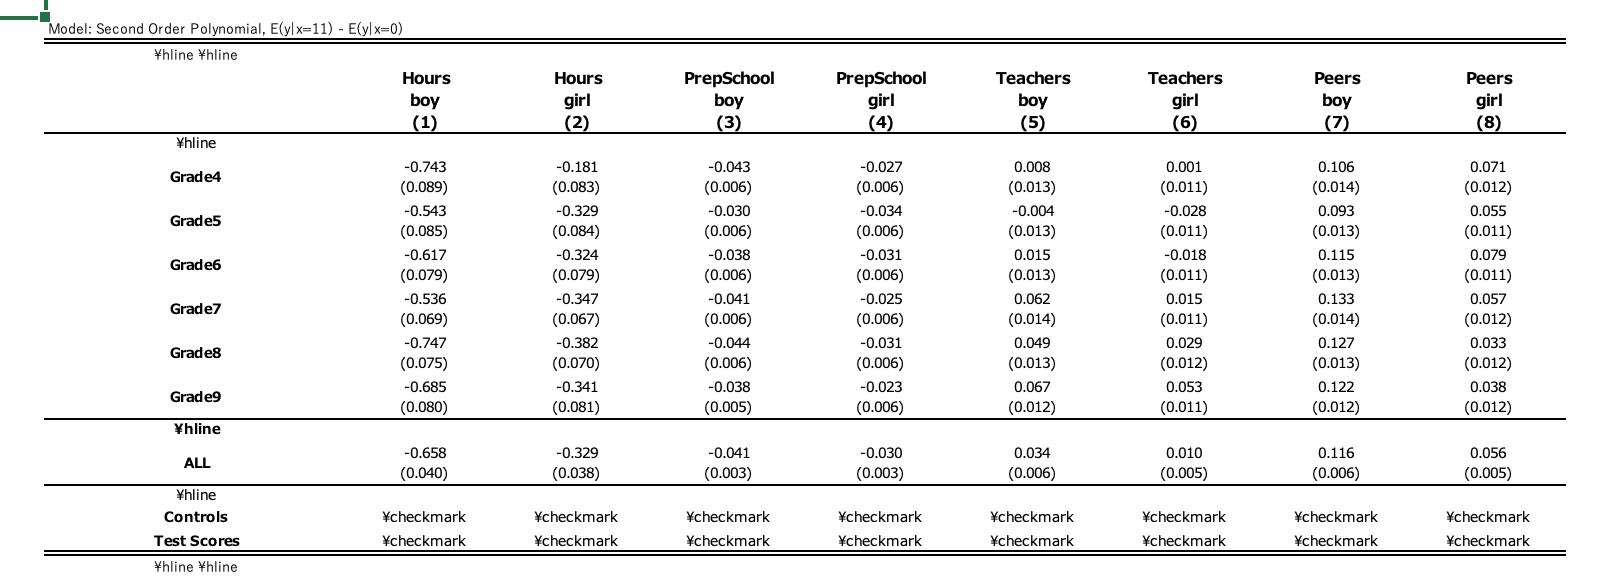 Model: Second Order Polynomial, E(y|x=11) - E(y|x=0)
¥hline ¥hline
Hours Hours PrepSchool PrepSchool Teachers Teachers Peers Peers
boy girl boy girl boy girl boy girl
(1) (2) (3) (4) (5) (6) (7) (8)
¥hline
Grade4 -0.743 -0.181 -0.043 -0.027 0.008 0.001 0.106 0.071
(0.089) (0.083) (0.006) (0.006) (0.013) (0.011) (0.014) (0.012)
Grade5 -0.543 -0.329 -0.030 -0.034 -0.004 -0.028 0.093 0.055
(0.085) (0.084) (0.006) (0.006) (0.013) (0.011) (0.013) (0.011)
Grade6 -0.617 -0.324 -0.038 -0.031 0.015 -0.018 0.115 0.079
(0.079) (0.079) (0.006) (0.006) (0.013) (0.011) (0.013) (0.011)
Grade7 -0.536 -0.347 -0.041 -0.025 0.062 0.015 0.133 0.057
(0.069) (0.067) (0.006) (0.006) (0.014) (0.011) (0.014) (0.012)
Grade8 -0.747 -0.382 -0.044 -0.031 0.049 0.029 0.127 0.033
(0.075) (0.070) (0.006) (0.006) (0.013) (0.012) (0.013) (0.012)
Grade9 -0.685 -0.341 -0.038 -0.023 0.067 0.053 0.122 0.038
(0.080) (0.081) (0.005) (0.006) (0.012) (0.011) (0.012) (0.012)
¥hline
ALL -0.658 -0.329 -0.041 -0.030 0.034 0.010 0.116 0.056
(0.040) (0.038) (0.003) (0.003) (0.006) (0.005) (0.006) (0.005)
¥hline
Controls ¥checkmark ¥checkmark ¥checkmark ¥checkmark ¥checkmark ¥checkmark ¥checkmark ¥checkmark
Test Scores ¥checkmark ¥checkmark ¥checkmark ¥checkmark ¥checkmark ¥checkmark ¥checkmark ¥checkmark
¥hline ¥hline